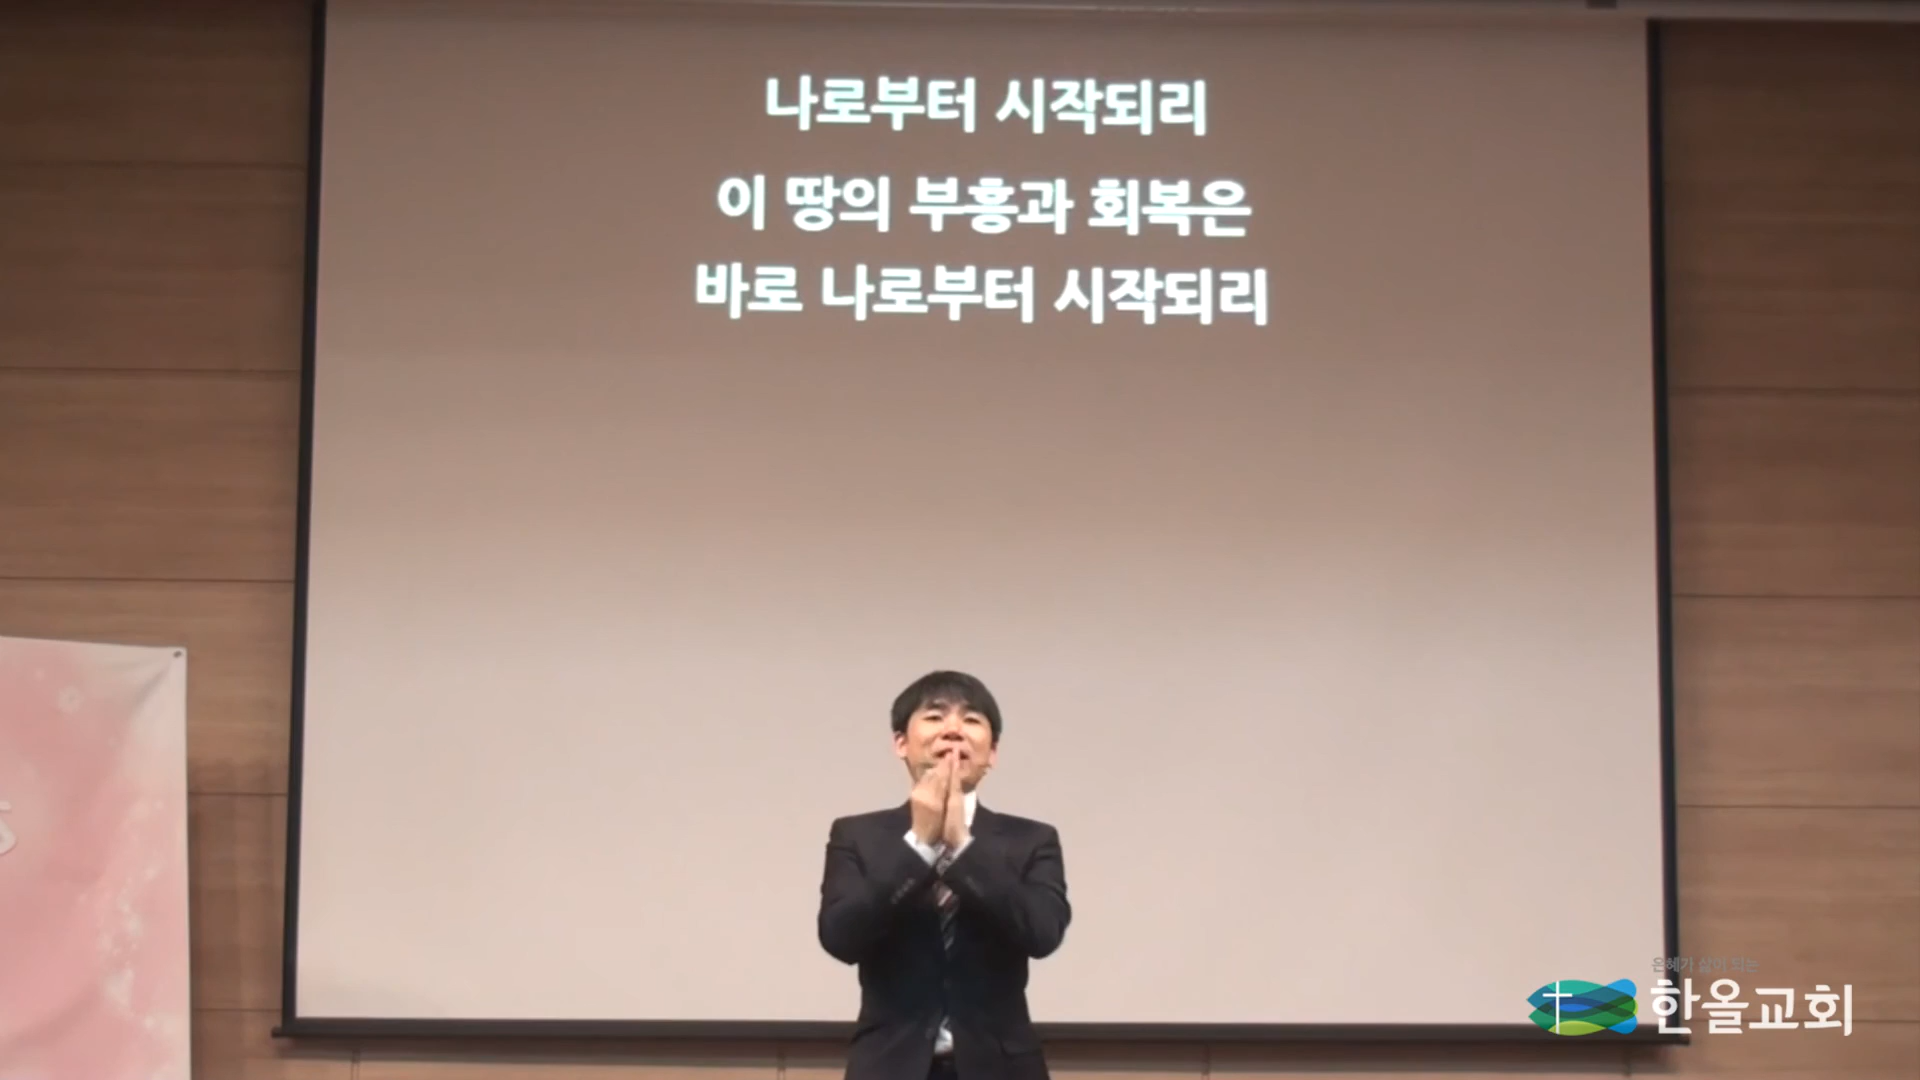 나로부터 시작되리
이 땅의 부흥과 회복은
바로 나로부터 시작되리
은혜가 삶이 되는
한올교회